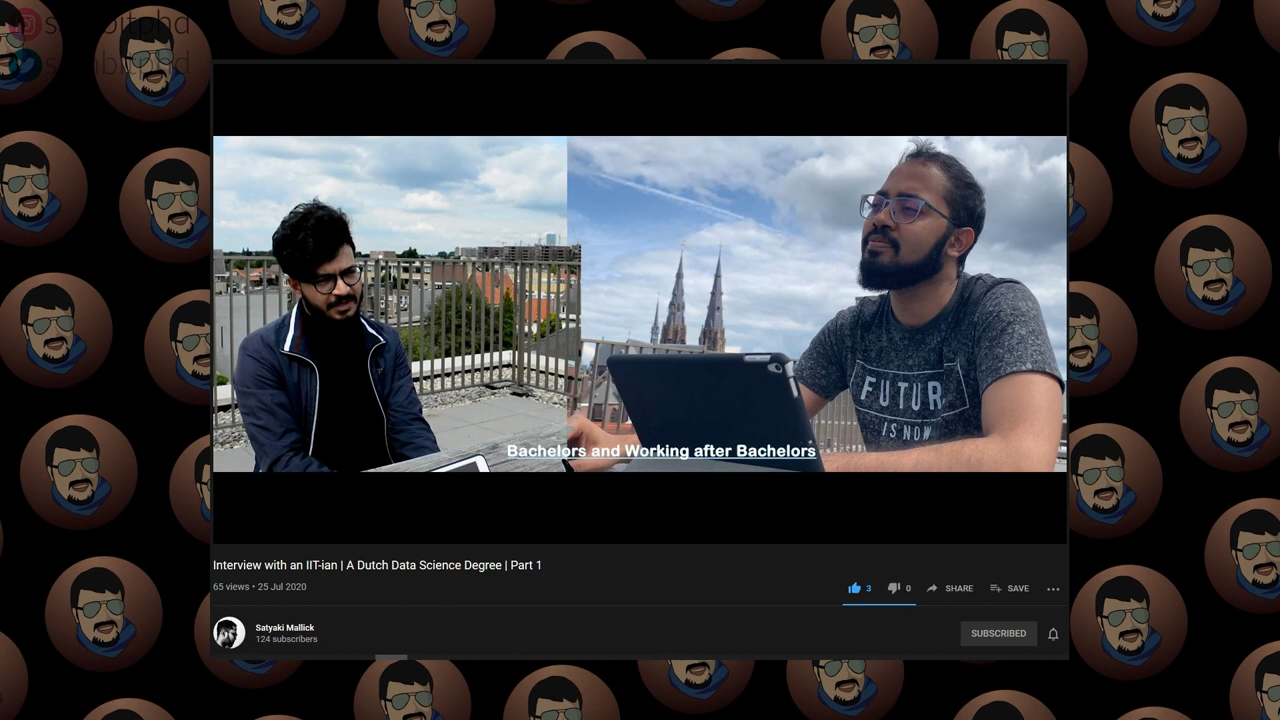 Bachelors and Working after Bachelors
FUTUR
IS NOW
Interview with an IIT-ian | A Dutch Data Science Degree | Part 1
65 views • 25 Jul 2020
3
0
SHARE
SAVE
Satyaki Mallick
124 subscribers
SUBSCRIBED